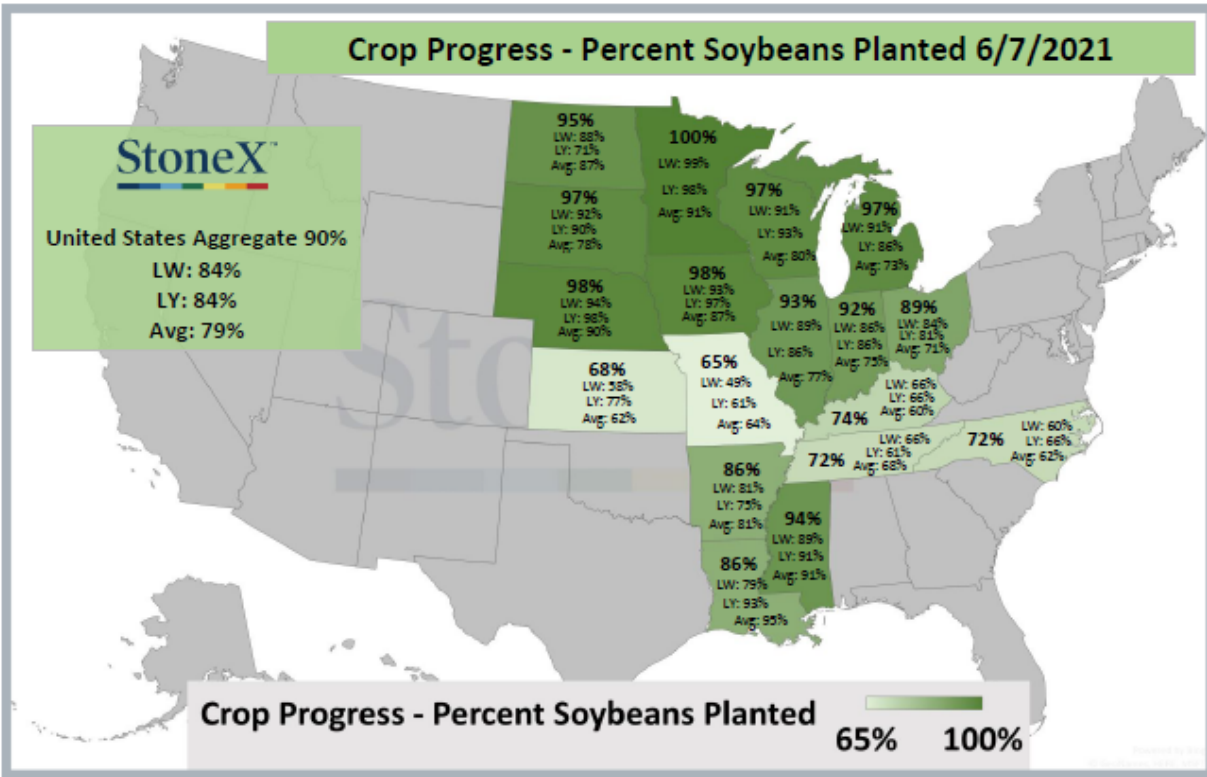 Crop Progress - Percent Soybeans Planted 6/7/2021
StoneX™
United States Aggregate 90%
LW: 84%
LY: 84%
Avg: 79%
95%
LW: 88%
LY: 71%
Avg: 87%
100%
LW: 99%
LY: 98%
Avg: 91%
97%
LW: 92%
LY: 90%
Avg: 78%
97%
LW: 91%
LY: 93%
Avg: 80%
97%
LW: 91%
LY: 86%
Avg: 73%
98%
LW: 94%
LY: 98%
Avg: 90%
98%
LW: 93%
LY: 97%
Avg: 87%
93%
LW: 89%
LY: 86%
Avg: 77%
92%
LW: 86%
LY: 86%
Avg: 75%
89%
LW: 84%
LY: 81%
Avg: 71%
68%
LW: 58%
LY: 77%
Avg: 62%
65%
LW: 49%
LY: 61%
Avg: 64%
74%
LW: 66%
LY: 66%
Avg: 60%
72%
LW: 66%
LY: 61%
Avg: 68%
72%
LW: 60%
LY: 66%
Avg: 62%
86%
LW: 81%
LY: 75%
Avg: 81%
94%
LW: 89%
LY: 91%
Avg: 91%
86%
LW: 79%
LY: 93%
Avg: 95%
Sto
Crop Progress - Percent Soybeans Planted
65% 100%